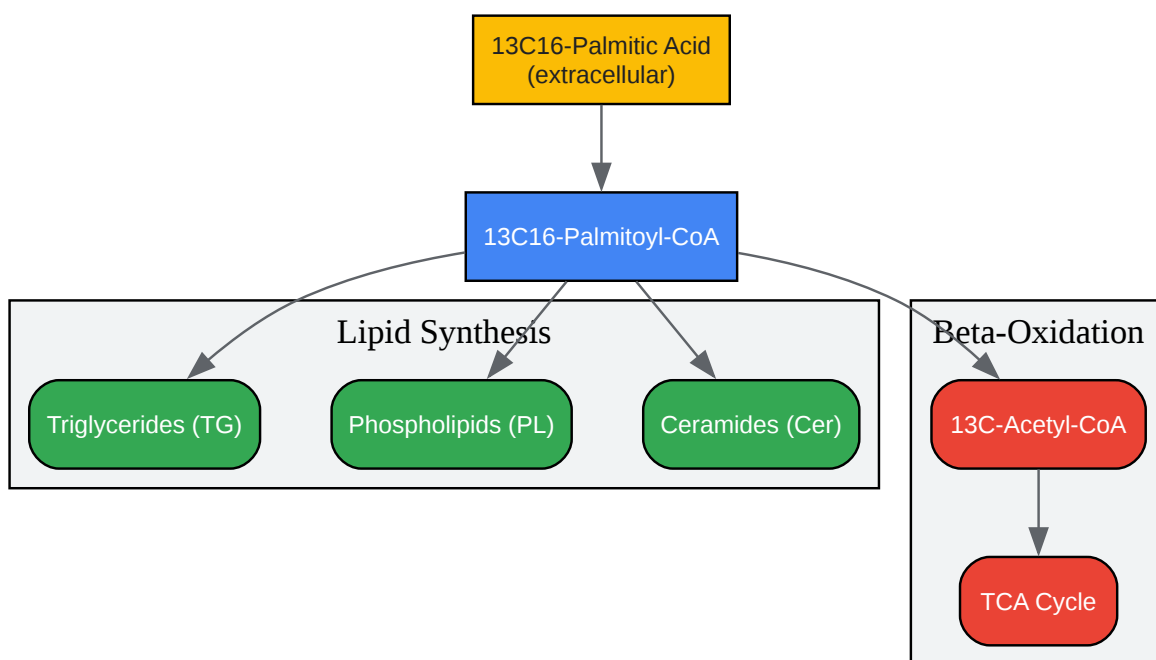 13C16-Palmitic Acid
(extracellular)
13C16-Palmitoyl-CoA
Lipid Synthesis
Beta-Oxidation
Triglycerides (TG)
Phospholipids (PL)
Ceramides (Cer)
13C-Acetyl-CoA
TCA Cycle